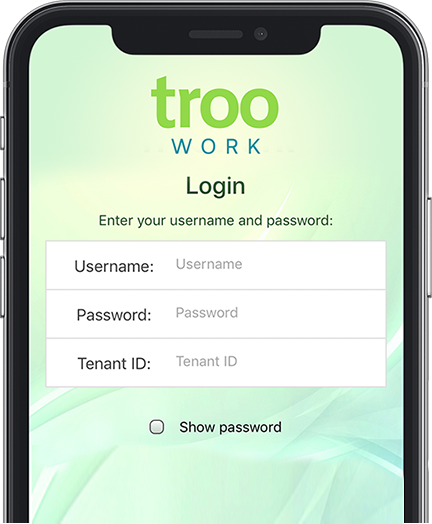 troo
WORK
Login
Enter your username and password:
Username: Username
Password: Password
Tenant ID: Tenant ID
Show password